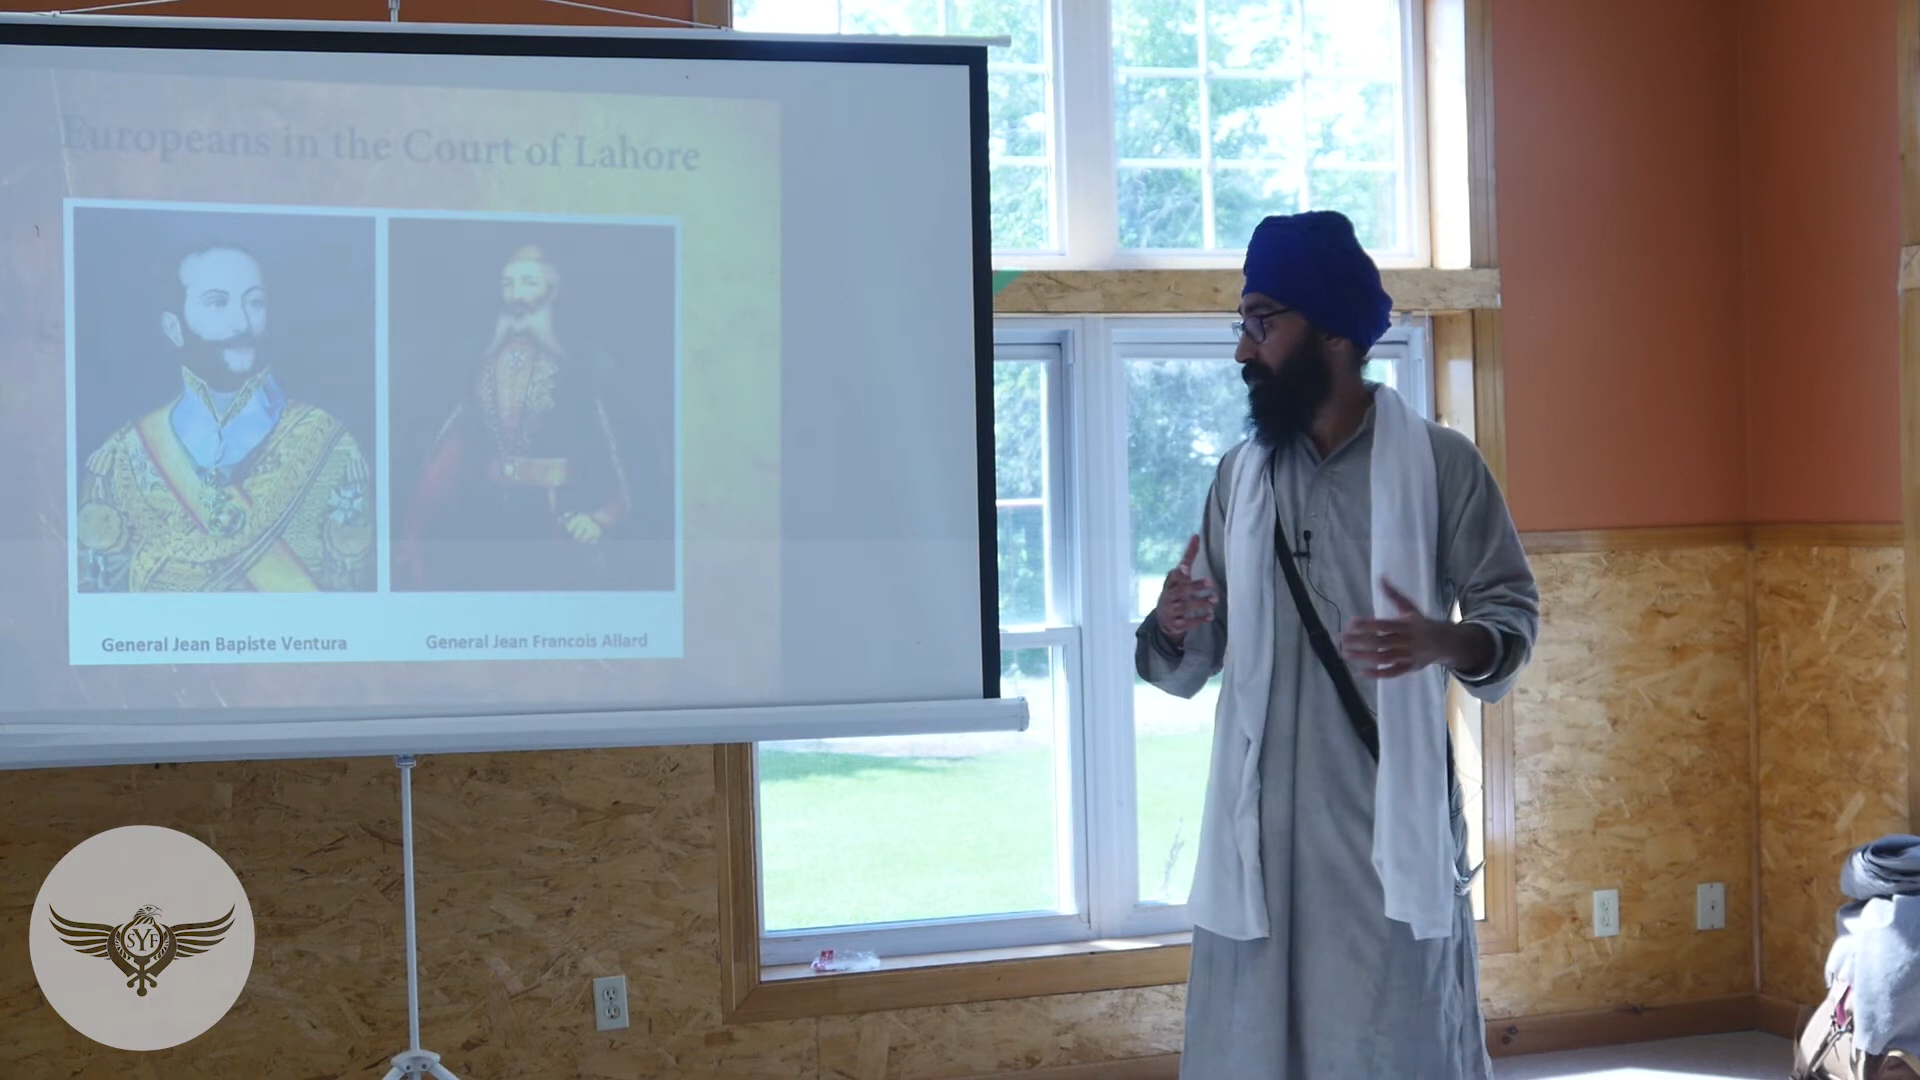 Europeans in the Court of Lahore
General Jean Bapiste Ventura
General Jean Francois Allard
SYF